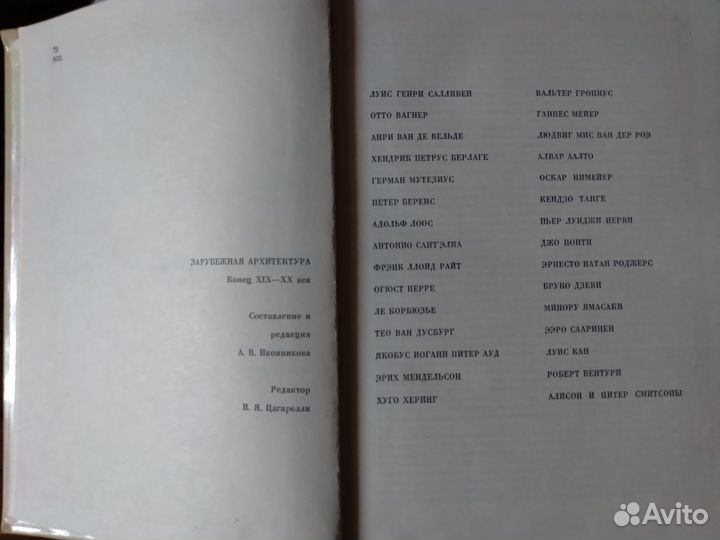 ЗАРУБЕЖНАЯ АРХИТЕКТУРА
Конец XIX—XX век
Составление и
редакция
А. В. Иконникова
Редактор
И. Я. Цагарелли
ЛУИС ГЕНРИ САЛЛИВЕН
ОТТО ВАГНЕР
АНРИ ВАН ДЕ ВЕЛЬДЕ
ХЕНДРИК ПЕТРУС БЕРЛАГЕ
ГЕРМАН МУТЕЗИУС
ПЕТЕР БЕРЕНС
АДОЛЬФ ЛООС
АНТОНИО САНТ'ЭЛИА
ФРЭНК ЛЛОЙД РАЙТ
ОГЮСТ ПЕРРЕ
ЛЕ КОРБЮЗЬЕ
ТЕО ВАН ДУСБУРГ
ЯКОБУС ИОГАНН ПИТЕР АУД
ЭРИХ МЕНДЕЛЬСОН
ХУГО ХЕРИНГ
ВАЛЬТЕР ГРОПИУС
ГАННЕС МЕЙЕР
ЛЮДВИГ МИС ВАН ДЕР РОЭ
АЛВАР ААЛТО
ОСКАР НИМЕЙЕР
КЕНДЗО ТАНГЕ
ПЬЕР ЛУИДЖИ НЕРВИ
ДЖО ПОНТИ
ЭРНЕСТО НАТАН РОДЖЕРС
БРУНО ДЗЕВИ
МИНОРУ ЯМАСАКИ
ЭЭРО СААРИНЕН
ЛУИС КАН
РОБЕРТ ВЕНТУРИ
АЛИСОН И ПИТЕР СМИТСОНЫ
Avito